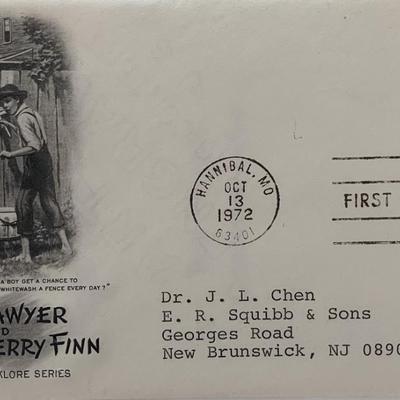 HANNIBAL, MO
OCT
13
1972
63401
FIRST
A BOY GET A CHANCE TO
WHITEWASH A FENCE EVERY DAY?"
AWYER
ERRY FINN
KLORE SERIES
Dr. J. L. Chen
E. R. Squibb & Sons
Georges Road
New Brunswick, NJ 0890